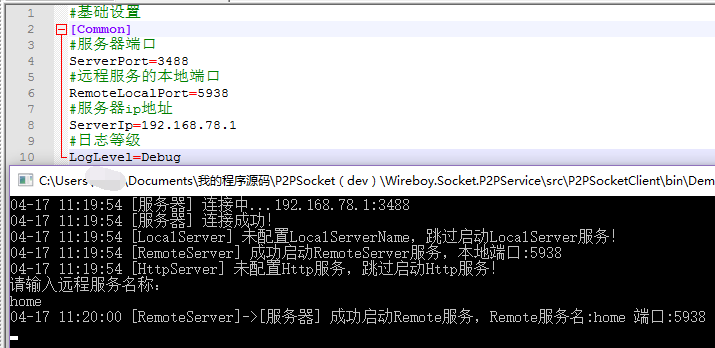 1 #基础设置
2 [Common]
3 #服务器端口
4 ServerPort=3488
5 #远程服务的本地端口
6 RemoteLocalPort=5938
7 #服务器ip地址
8 ServerIp=192.168.78.1
9 #日志等级
10 LogLevel=Debug
C:\Users\ \Documents\我的程序源码\P2PSocket（dev）\Wireboy.Socket.P2PService\src\P2PSocketClient\bin\Dem
04-17 11:19:54 [服务器] 连接中...192.168.78.1:3488
04-17 11:19:54 [服务器] 连接成功！
04-17 11:19:54 [LocalServer] 未配置LocalServerName，跳过启动LocalServer服务！
04-17 11:19:54 [RemoteServer] 成功启动RemoteServer服务，本地端口:5938
04-17 11:19:54 [HttpServer] 未配置Http服务，跳过启动Http服务！
请输入远程服务名称：
home
04-17 11:20:00 [RemoteServer]->[服务器] 成功启动Remote服务，Remote服务名:home 端口:5938